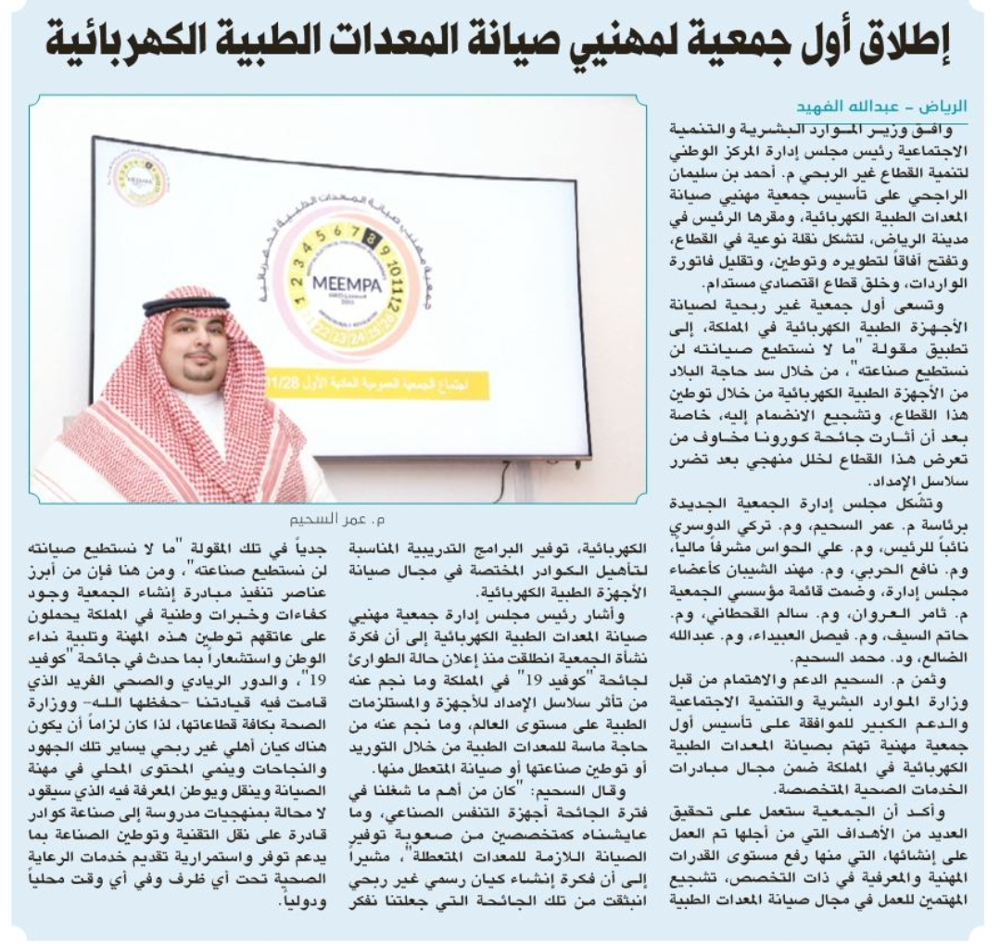 إطلاق أول جمعية لمهنيي صيانة المعدات الطبية الكهربائية
الرياض - عبدالله الفهيد
وافـق وزيـر المـوارد البشرية والتنمية
الاجتماعية رئيس مجلس إدارة المركز الوطني
لتنمية القطاع غير الربحي م. أحمد بن سليمان
الراجحي على تأسيس جمعية مهنيي صيانة
المعدات الطبية الكهربائية، ومقرها الرئيس في
مدينة الرياض، لتشكل نقلة نوعية في القطاع،
وتفتح آفاقاً لتطويره وتوطين، وتقليل فاتورة
الواردات، وخلق قطاع اقتصادي مستدام.
وتسعى أول جمعية غير ربحية لصيانة
الأجهزة الطبية الكهربائية في المملكة، إلى
تطبيق مقولة "ما لا نستطيع صيانته لن
نستطيع صناعته"، من خلال سد حاجة البلاد
من الأجهزة الطبية الكهربائية من خلال توطين
هذا القطاع، وتشجيع الانضمام إليه، خاصة
بعد أن أثـارت جائحة كورونا مخاوف من
تعرض هذا القطاع لخلل منهجي بعد تضرر
سلاسل الإمداد.
وتشّكل مجلس إدارة الجمعية الجديدة
برئاسة م. عمر السحيم، وم. تركي الدوسري
نائباً للرئيس، وم. علي الحواس مشرفاً مالياً،
وم. نافع الحربي، وم. مهند الشيبان كأعضاء
مجلس إدارة، وضمت قائمة مؤسسي الجمعية
م. ثامر العروان، وم. سالم القحطاني، وم.
حاتم السيف، وم. فيصل العبيداء، وم. عبدالله
الضالع، ود. محمد السحيم.
وثمن م. السحيم الدعم والاهتمام من قبل
وزارة الموارد البشرية والتنمية الاجتماعية
والدعم الكبير للموافقة على تأسيس أول
جمعية مهنية تهتم بصيانة المعدات الطبية
الكهربائية في المملكة ضمن مجال مبادرات
الخدمات الصحية المتخصصة.
وأكـد أن الجمعية ستعمل على تحقيق
العديد من الأهداف التي من أجلها تم العمل
على إنشائها، التي منها رفع مستوى القدرات
المهنية والمعرفية في ذات التخصص، تشجيع
المهتمين للعمل في مجال صيانة المعدات الطبية
جمعية مهنيي صيانة المعدات الطبية الكهربائية
1 2 3 4 5 6 7 8 9 10 11 12
MEEMPA
22 23 24 25 26
MEEMPA
اجتماع الجمعية العمومية العادية الأول 01/28
م. عمر السحيم
الكهربائية، توفير البرامج التدريبية المناسبة
لتأهيل الكوادر المختصة في مجال صيانة
الأجهزة الطبية الكهربائية.
وأشار رئيس مجلس إدارة جمعية مهنيي
صيانة المعدات الطبية الكهربائية إلى أن فكرة
نشأة الجمعية انطلقت منذ إعلان حالة الطوارئ
لجائحة "كوفيد 19" في المملكة وما نجم عنه
من تأثر سلاسل الإمداد للأجهزة والمستلزمات
الطبية على مستوى العالم، وما نجم عنه من
حاجة ماسة للمعدات الطبية من خلال التوريد
أو توطين صناعتها أو صيانة المتعطل منها.
وقال السحيم: "كان من أهم ما شغلنا في
فترة الجائحة أجهزة التنفس الصناعي، وما
عايشناه كمتخصصين من صعوبة توفير
الصيانة اللازمة للمعدات المتعطلة"، مشيراً
إلى أن فكرة إنشاء كيان رسمي غير ربحي
انبثقت من تلك الجائحة التي جعلتنا نفكر
جدياً في تلك المقولة "ما لا نستطيع صيانته
لن نستطيع صناعته"، ومن هنا فإن من أبرز
عناصر تنفيذ مبادرة إنشاء الجمعية وجود
كفاءات وخبرات وطنية في المملكة يحملون
على عاتقهم توطين هذه المهنة وتلبية نداء
الوطن واستشعاراً بما حدث في جائحة "كوفيد
19"، والدور الريادي والصحي الفريد الذي
قامت فيه قيادتنا -حفظها الله- ووزارة
الصحة بكافة قطاعاتها، لذا كان لزاماً أن يكون
هناك كيان أهلي غير ربحي يساير تلك الجهود
والنجاحات وينمي المحتوى المحلي في مهنة
الصيانة وينقل ويوطن المعرفة فيه الذي سيقود
لا محالة بمنهجيات مدروسة إلى صناعة كوادر
قادرة على نقل التقنية وتوطين الصناعة بما
يدعم توفر واستمرارية تقديم خدمات الرعاية
الصحية تحت أي ظرف وفي أي وقت محلياً
ودولياً.